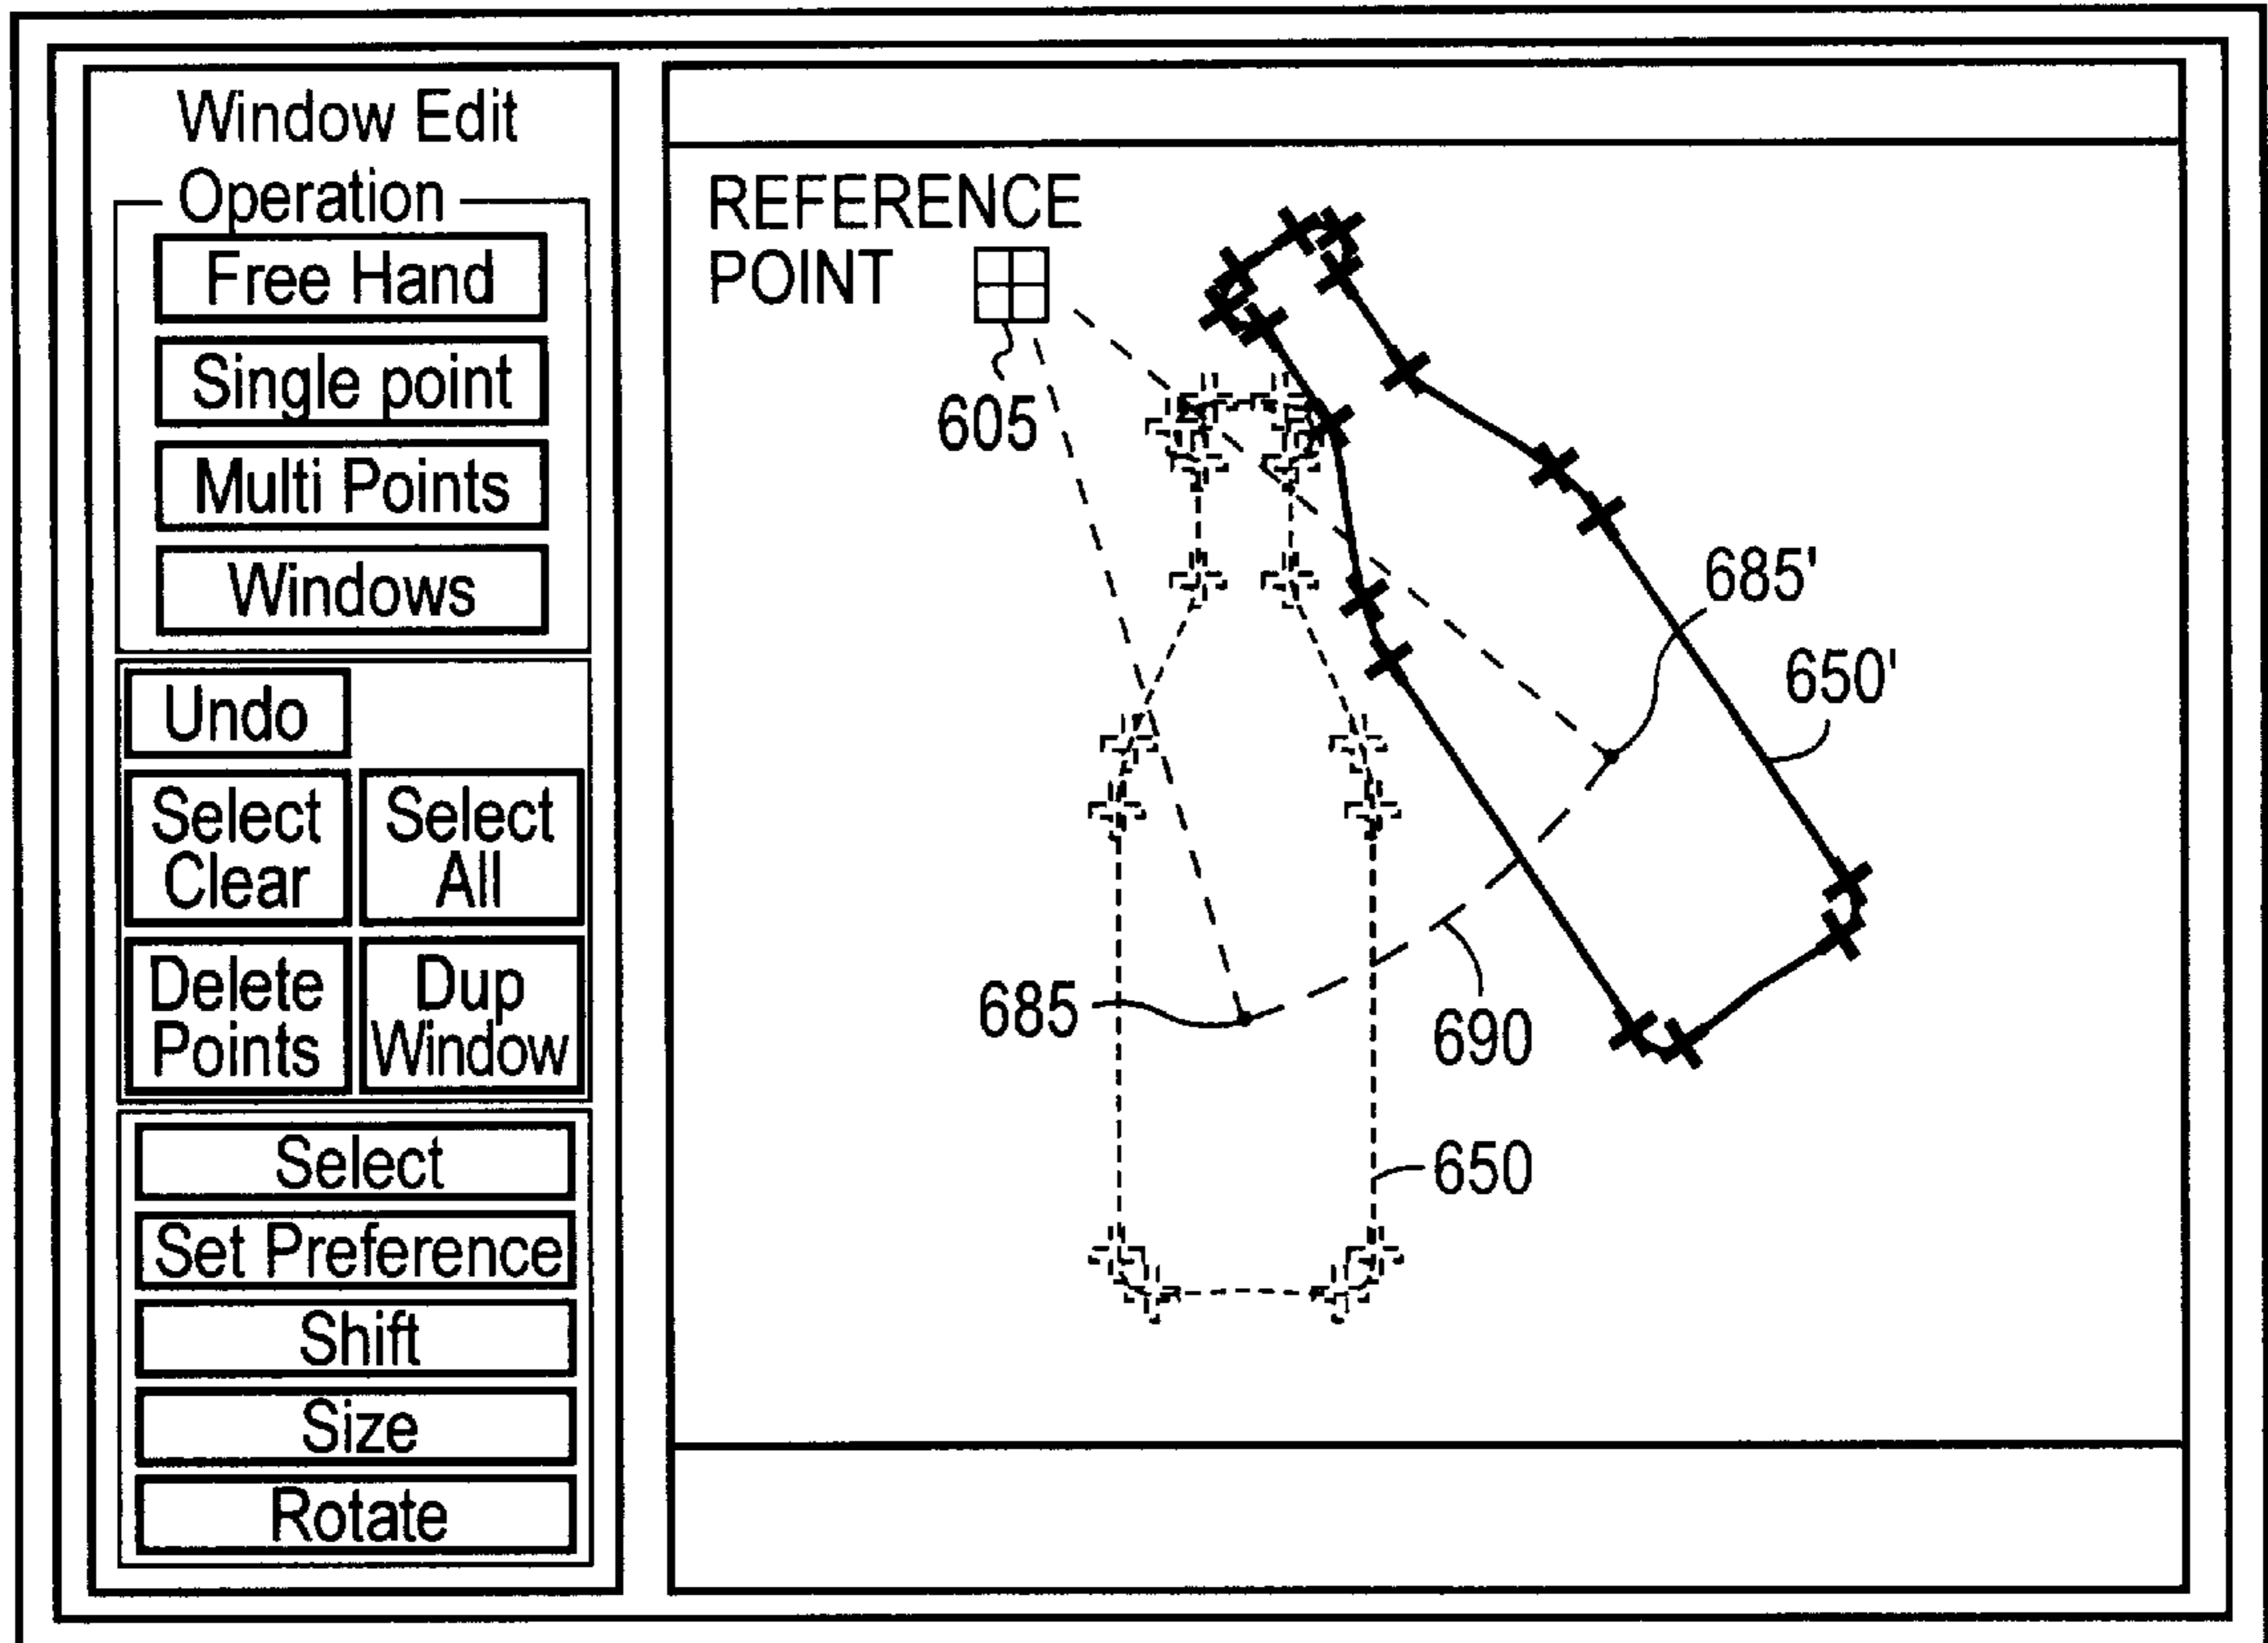 Window Edit
Operation
Free Hand
Single point
Multi Points
Windows
Undo
Select
Clear
Select
All
Delete
Points
Dup
Window
Select
Set Preference
Shift
Size
Rotate
REFERENCE
POINT
605
685'
650'
685
690
650